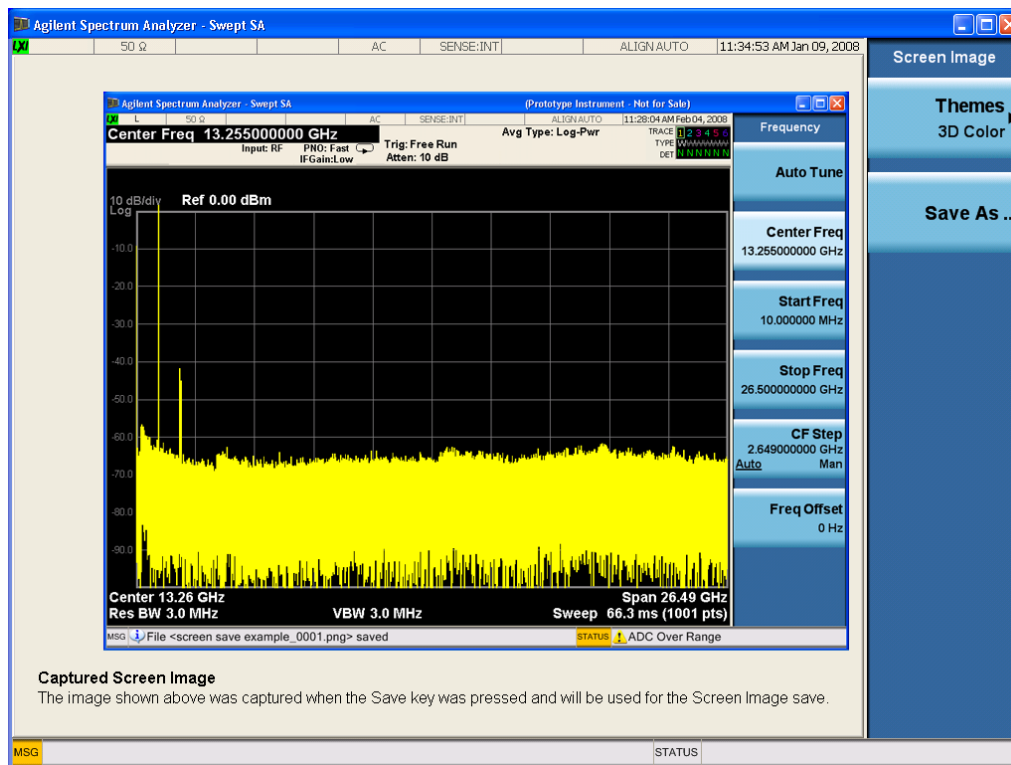 Agilent Spectrum Analyzer - Swept SA
LXI 50 Ω AC SENSE:INT ALIGN AUTO 11:34:53 AM Jan 09, 2008
Agilent Spectrum Analyzer - Swept SA (Prototype Instrument - Not for Sale)
LXI L 50 Ω AC SENSE:INT ALIGN AUTO 11:28:04 AM Feb 04, 2008
Center Freq 13.255000000 GHz
Input: RF
PNO: Fast
IFGain:Low
Trig: Free Run
Atten: 10 dB
Avg Type: Log-Pwr
TRACE 1 2 3 4 5 6
TYPE WWWWWW
DET N N N N N N
10 dB/div Ref 0.00 dBm
Log
-10.0
-20.0
-30.0
-40.0
-50.0
-60.0
-70.0
-80.0
-90.0
Center 13.26 GHz Span 26.49 GHz
Res BW 3.0 MHz VBW 3.0 MHz Sweep 66.3 ms (1001 pts)
MSG File <screen save example_0001.png> saved STATUS ADC Over Range
Frequency
Auto Tune
Center Freq
13.255000000 GHz
Start Freq
10.000000 MHz
Stop Freq
26.500000000 GHz
CF Step
2.649000000 GHz
Auto Man
Freq Offset
0 Hz
Captured Screen Image
The image shown above was captured when the Save key was pressed and will be used for the Screen Image save.
Screen Image
Themes
3D Color
Save As ..
MSG STATUS